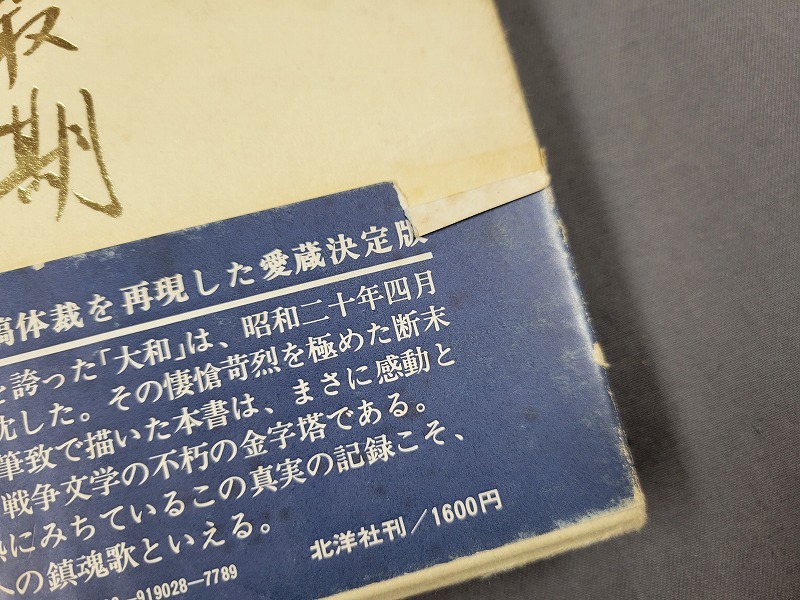 最
期
稿体裁を再現した愛蔵決定版
と誇った「大和」は、昭和二十年四月
沈した。その悽愴苛烈を極めた断末
筆致で描いた本書は、まさに感動と
戦争文学の不朽の金字塔である。
にみちているこの真実の記録こそ、
への鎮魂歌といえる。
北洋社刊/1600円
-919028-7789